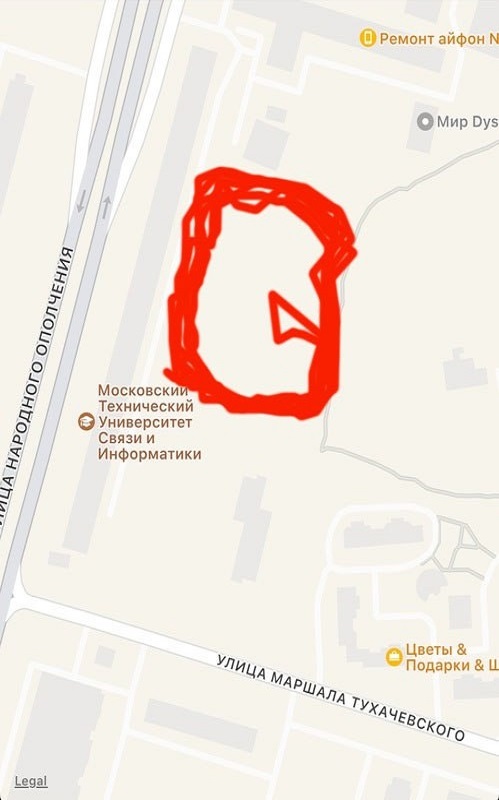 Ремонт айфон N
Мир Dys
УЛИЦА НАРОДНОГО ОПОЛЧЕНИЯ
Московский
Технический
Университет
Связи и
Информатики
Цветы &
Подарки & Ш
УЛИЦА МАРШАЛА ТУХАЧЕВСКОГО
Legal